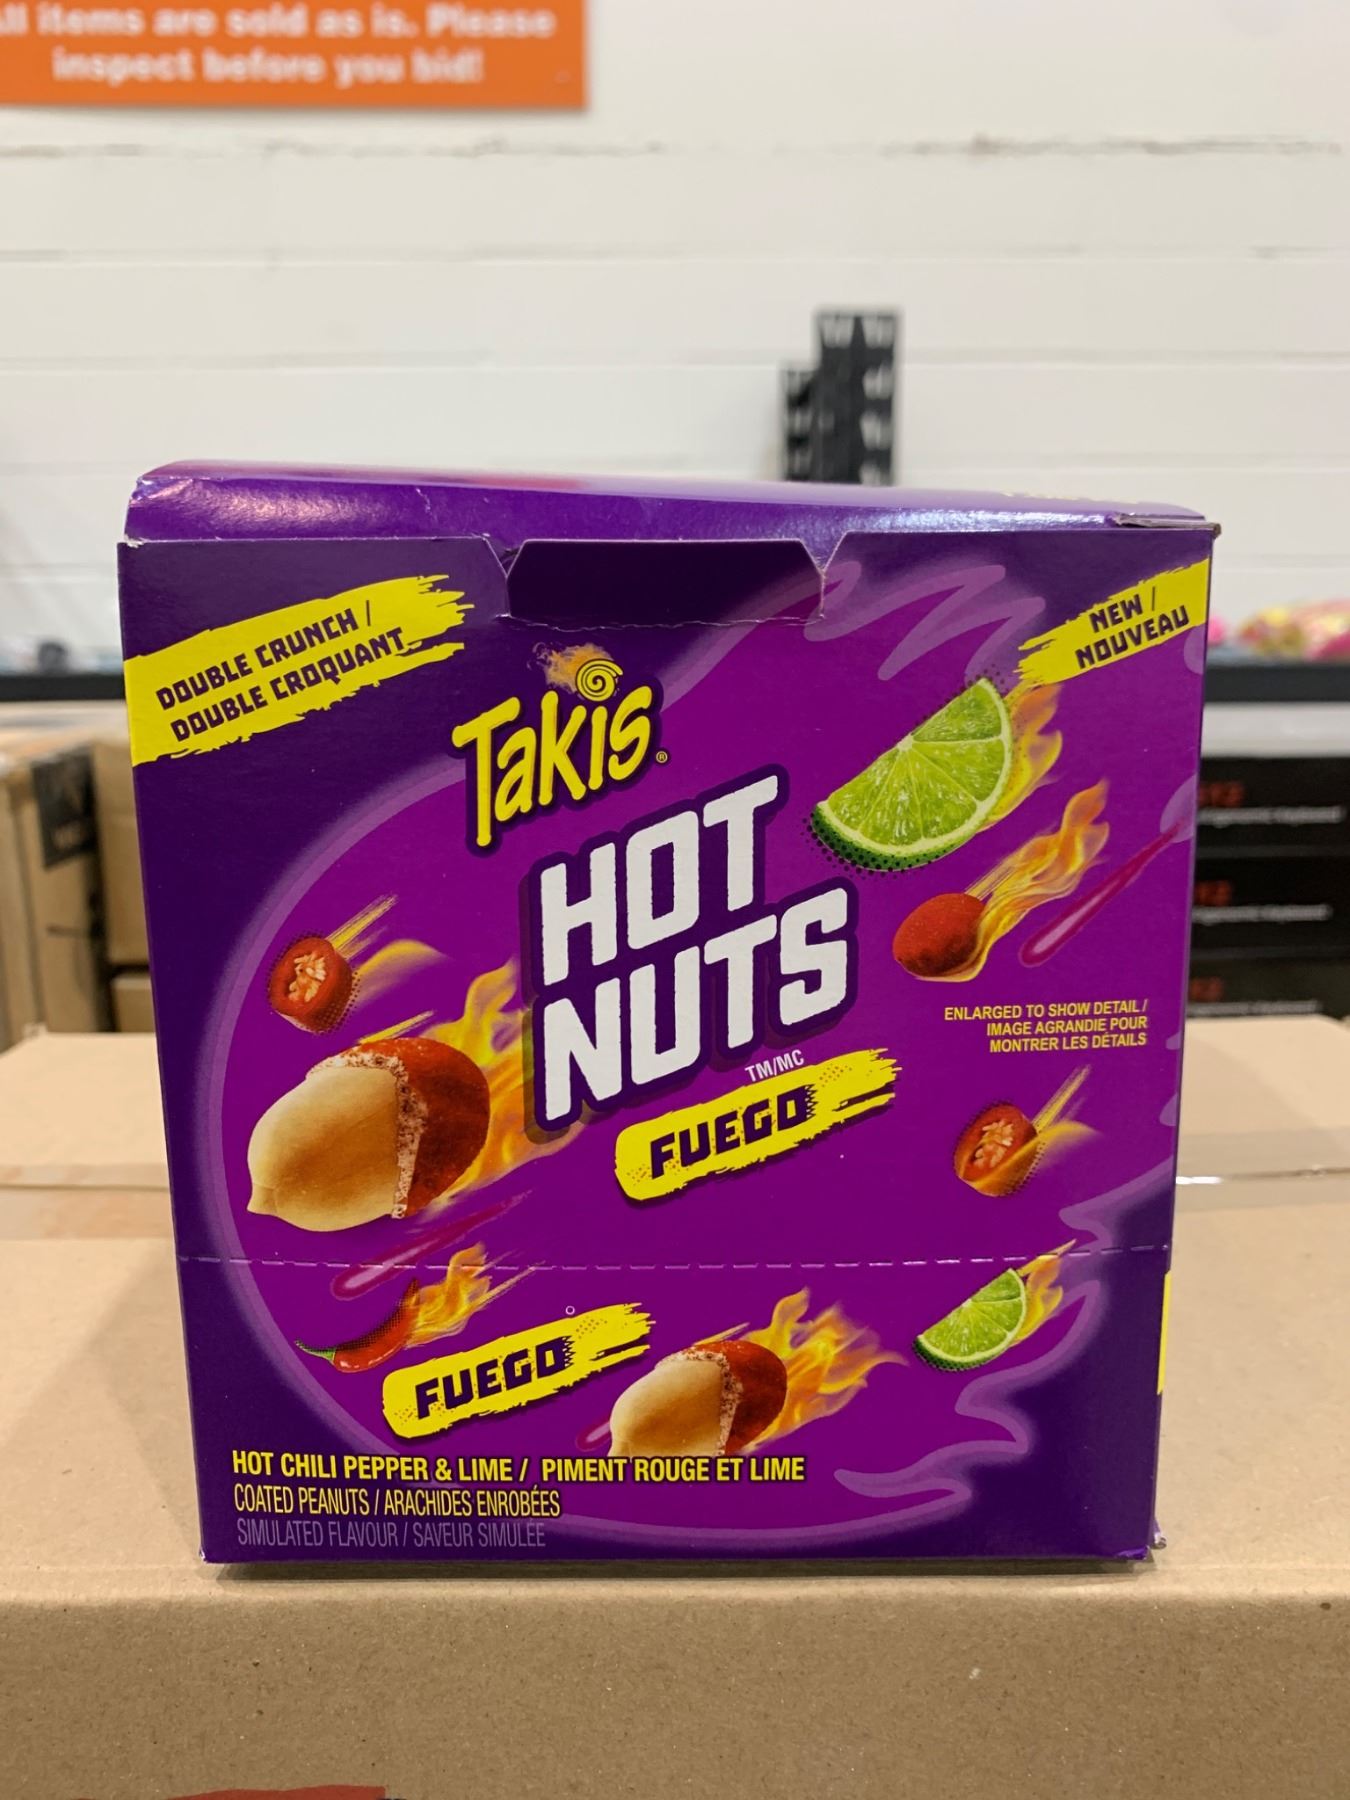 ll items are sold as is. Please
inspect before you bid!
DOUBLE CRUNCH /
DOUBLE CROQUANT
NEW /
NOUVEAU
Takis®
HOT
NUTS
TM/MC
FUEGO
ENLARGED TO SHOW DETAIL /
IMAGE AGRANDIE POUR
MONTRER LES DÉTAILS
FUEGO
HOT CHILI PEPPER & LIME / PIMENT ROUGE ET LIME
COATED PEANUTS / ARACHIDES ENROBÉES
SIMULATED FLAVOUR / SAVEUR SIMULÉE